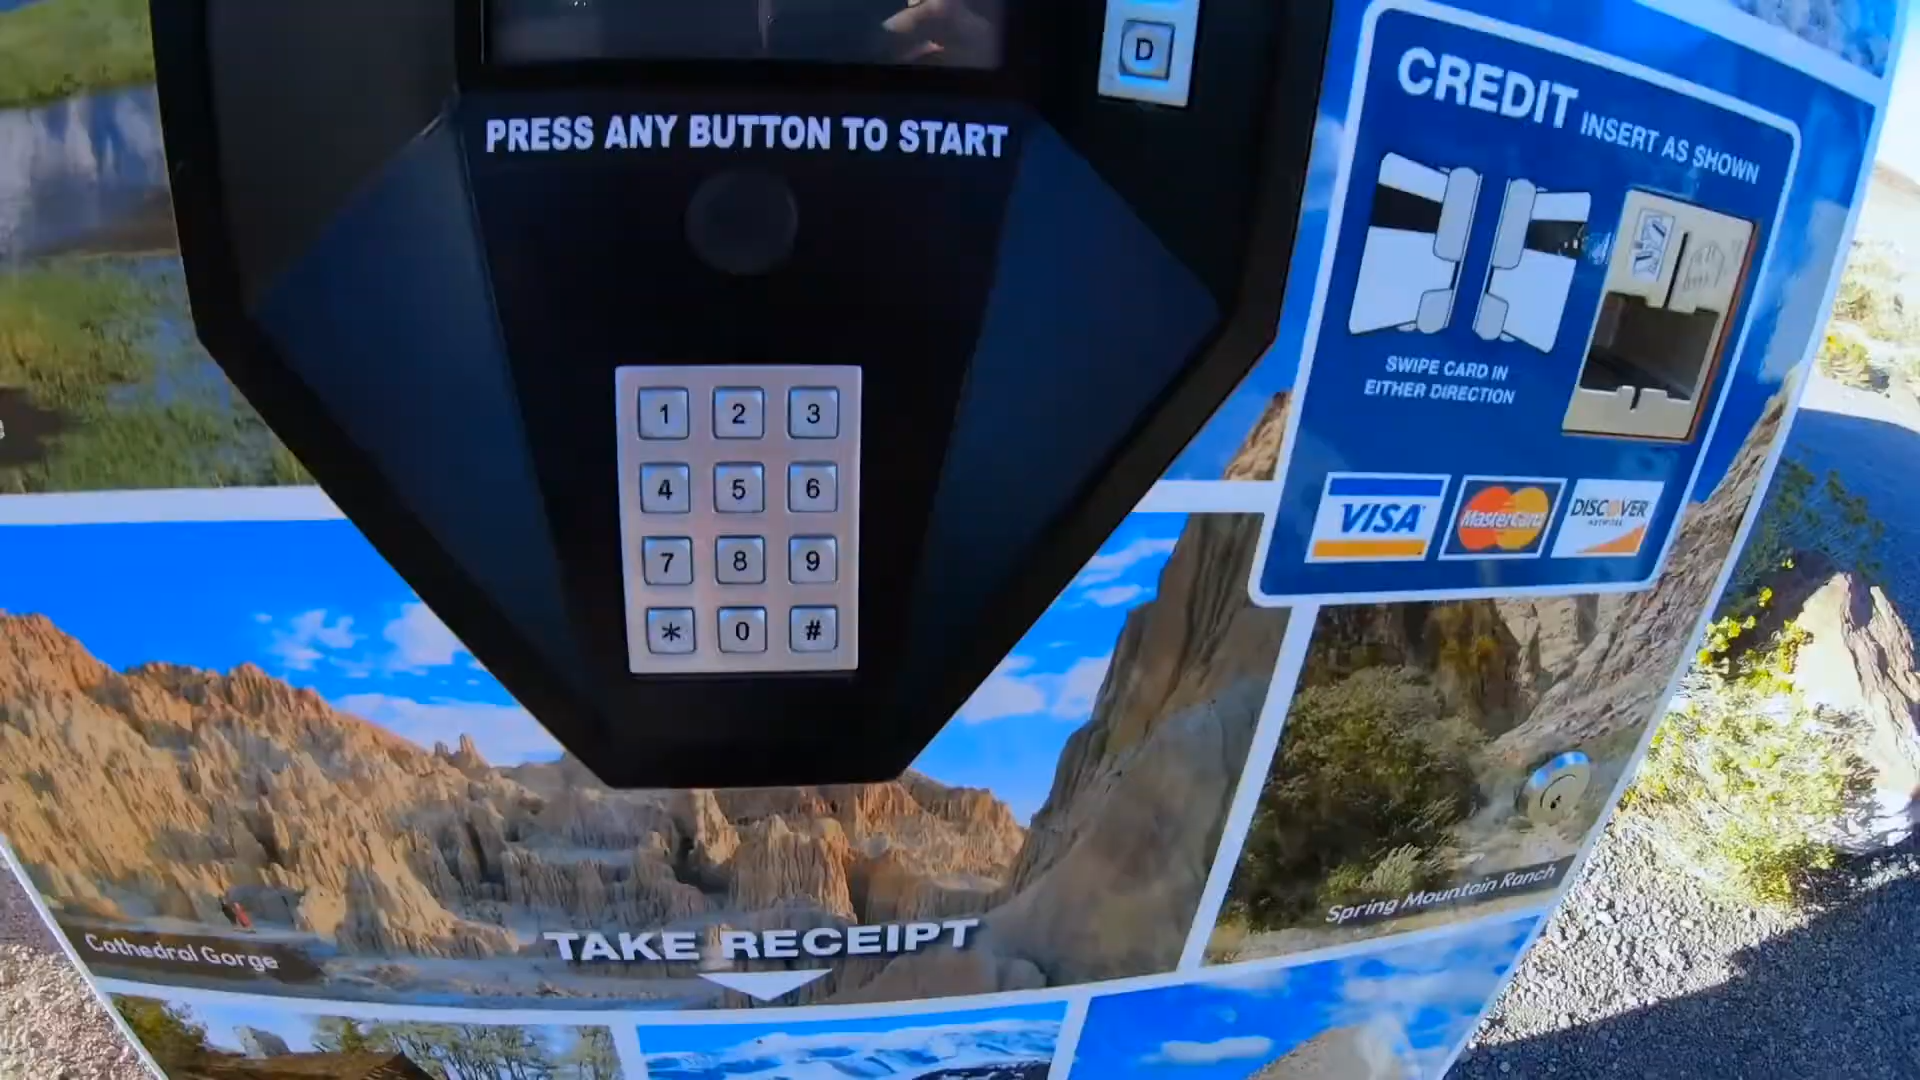 D
PRESS ANY BUTTON TO START
CREDIT INSERT AS SHOWN
SWIPE CARD IN
EITHER DIRECTION
VISA
MasterCard
DISCOVER
NETWORK
1 2 3
4 5 6
7 8 9
* 0 #
Spring Mountain Ranch
Cathedral Gorge
TAKE RECEIPT